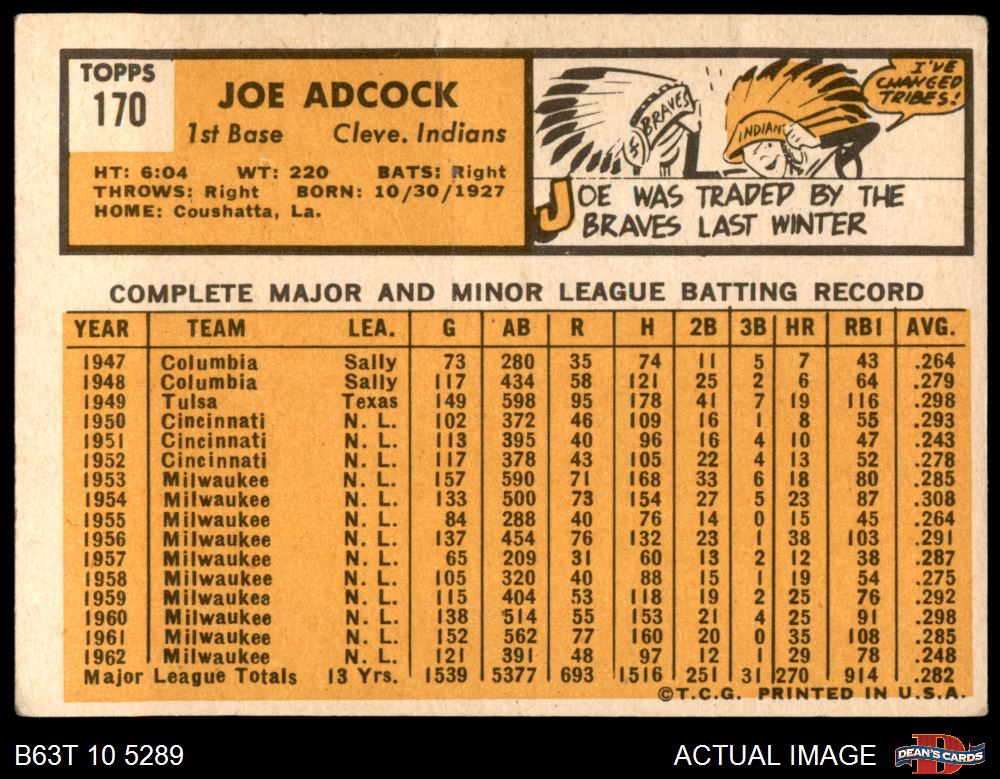 TOPPS
170
JOE ADCOCK
1st Base Cleve. Indians
HT: 6:04 WT: 220 BATS: Right
THROWS: Right BORN: 10/30/1927
HOME: Coushatta, La.
BRAVES
INDIANS
I'VE
CHANGED
TRIBES!
JOE WAS TRADED BY THE
BRAVES LAST WINTER
COMPLETE MAJOR AND MINOR LEAGUE BATTING RECORD
YEAR TEAM LEA. G AB R H 2B 3B HR RBI AVG.
1947 Columbia Sally 73 280 35 74 11 5 7 43 .264
1948 Columbia Sally 117 434 58 121 25 2 6 64 .279
1949 Tulsa Texas 149 598 95 178 41 7 19 116 .298
1950 Cincinnati N. L. 102 372 46 109 16 1 8 55 .293
1951 Cincinnati N. L. 113 395 40 96 16 4 10 47 .243
1952 Cincinnati N. L. 117 378 43 105 22 4 13 52 .278
1953 Milwaukee N. L. 157 590 71 168 33 6 18 80 .285
1954 Milwaukee N. L. 133 500 73 154 27 5 23 87 .308
1955 Milwaukee N. L. 84 288 40 76 14 0 15 45 .264
1956 Milwaukee N. L. 137 454 76 132 23 1 38 103 .291
1957 Milwaukee N. L. 65 209 31 60 13 2 12 38 .287
1958 Milwaukee N. L. 105 320 40 88 15 1 19 54 .275
1959 Milwaukee N. L. 115 404 53 118 19 2 25 76 .292
1960 Milwaukee N. L. 138 514 55 153 21 4 25 91 .298
1961 Milwaukee N. L. 152 562 77 160 20 0 35 108 .285
1962 Milwaukee N. L. 121 391 48 97 12 1 29 78 .248
Major League Totals 13 Yrs. 1539 5377 693 1516 251 31 270 914 .282
©T.C.G. PRINTED IN U.S.A.
B63T 10 5289
ACTUAL IMAGE
DEAN'S CARDS